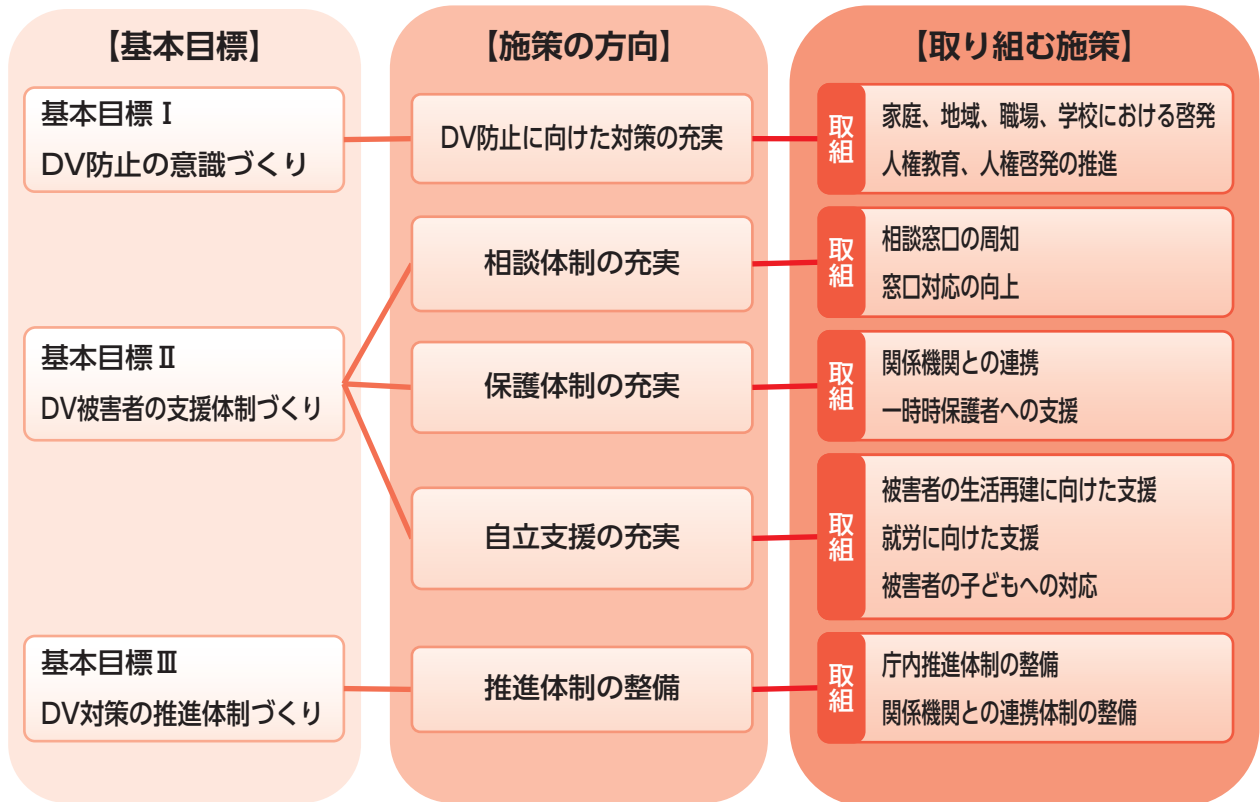 【基本目標】
【施策の方向】
【取り組む施策】
基本目標Ⅰ
DV防止の意識づくり
DV防止に向けた対策の充実
取組
家庭、地域、職場、学校における啓発
人権教育、人権啓発の推進
基本目標Ⅱ
DV被害者の支援体制づくり
相談体制の充実
取組
相談窓口の周知
窓口対応の向上
保護体制の充実
取組
関係機関との連携
一時時保護者への支援
自立支援の充実
取組
被害者の生活再建に向けた支援
就労に向けた支援
被害者の子どもへの対応
基本目標Ⅲ
DV対策の推進体制づくり
推進体制の整備
取組
庁内推進体制の整備
関係機関との連携体制の整備